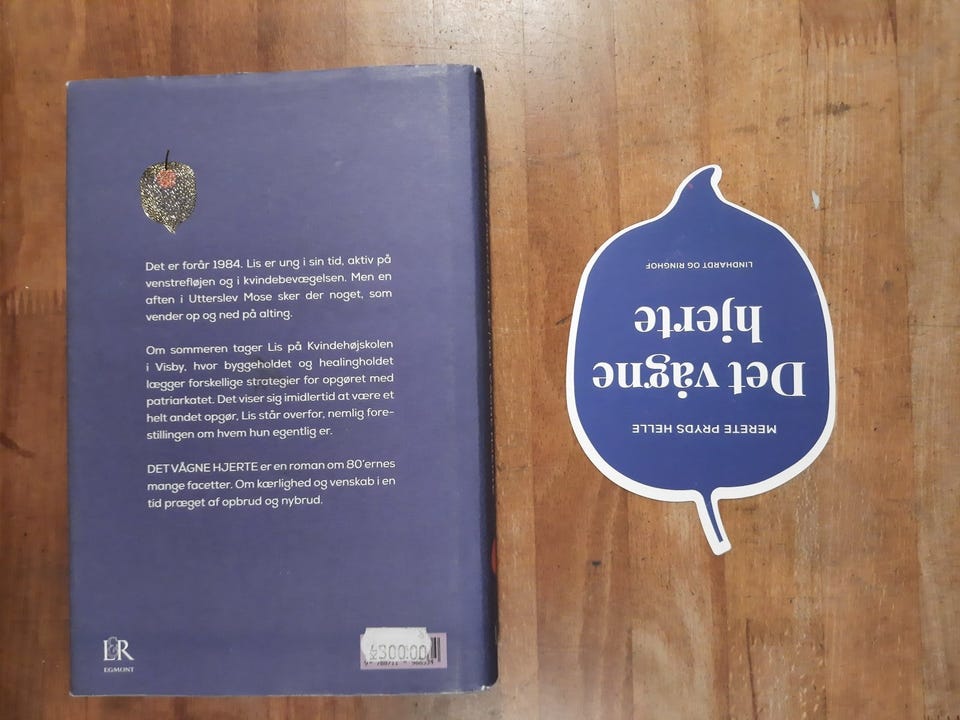 Det er forår 1984. Lis er ung i sin tid, aktiv på
venstrefløjen og i kvindebevægelsen. Men en
aften i Utterslev Mose sker der noget, som
vender op og ned på alting.
Om sommeren tager Lis på Kvindehøjskolen
i Visby, hvor byggeholdet og healingholdet
lægger forskellige strategier for opgøret med
patriarkatet. Det viser sig imidlertid at være et
helt andet opgør, Lis står overfor, nemlig fore-
stillingen om hvem hun egentlig er.
DET VÅGNE HJERTE er en roman om 80'ernes
mange facetter. Om kærlighed og venskab i en
tid præget af opbrud og nybrud.
L&R
EGMONT
300.00
MERETE PRYDS HELLE
Det vågne
hjerte
LINDHARDT OG RINGHOF